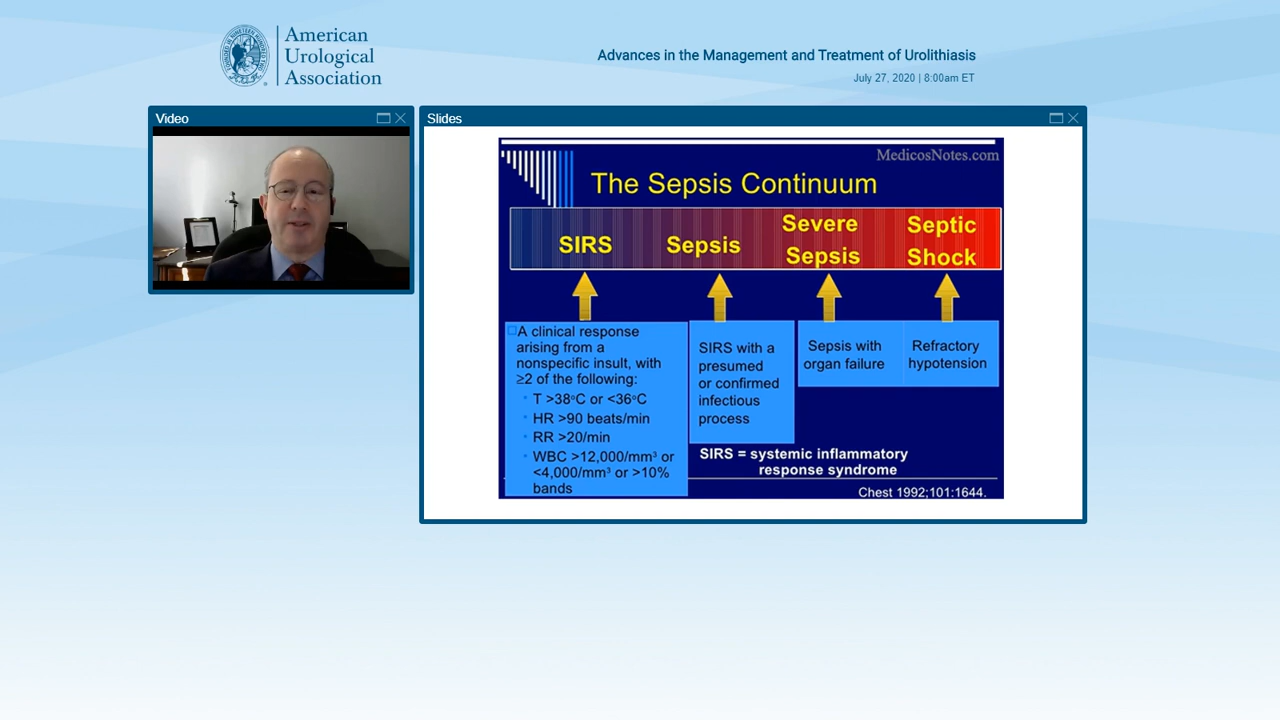 American
Urological
Association
Advances in the Management and Treatment of Urolithiasis
July 27, 2020 | 8:00am ET
Video
Slides
MedicosNotes.com
The Sepsis Continuum
SIRS
Sepsis
Severe
Sepsis
Septic
Shock
A clinical response
arising from a
nonspecific insult, with
≥2 of the following:
T >38°C or <36°C
HR >90 beats/min
RR >20/min
WBC >12,000/mm³ or
<4,000/mm³ or >10%
bands
SIRS with a
presumed
or confirmed
infectious
process
Sepsis with
organ failure
Refractory
hypotension
SIRS = systemic inflammatory
response syndrome
Chest 1992;101:1644.